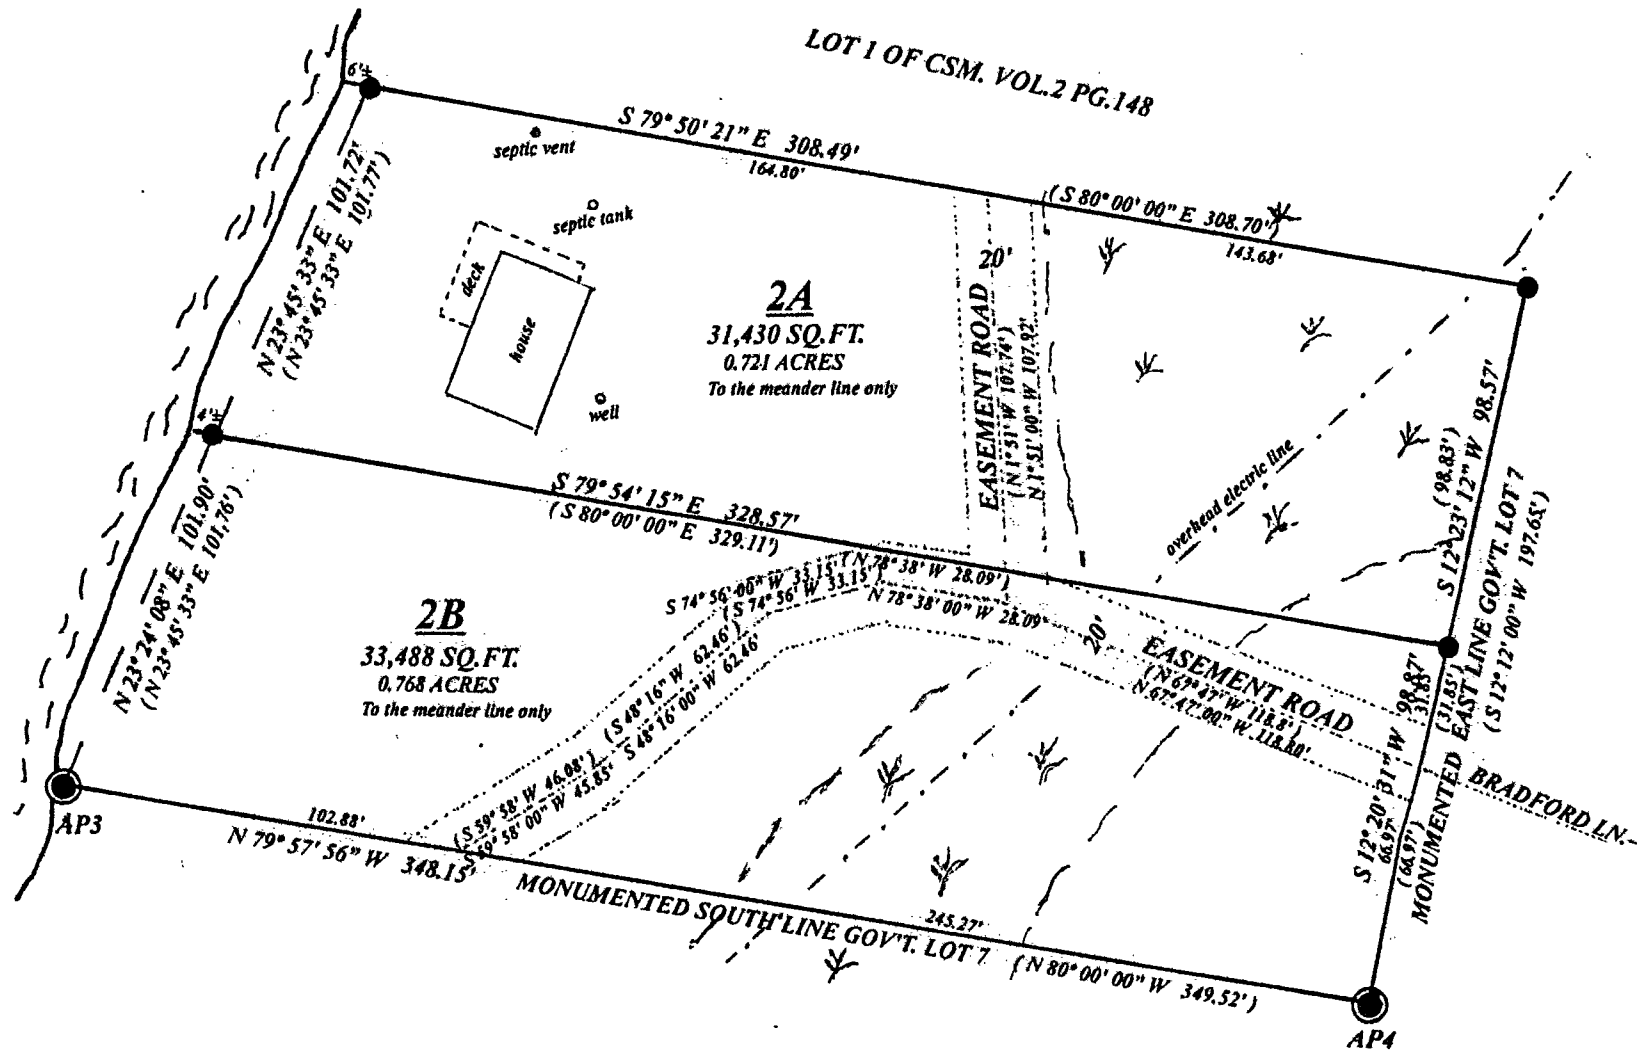 LOT 1 OF CSM. VOL.2 PG.148
6'±
S 79° 50' 21" E 308.49'
164.80'
(S 80° 00' 00" E 308.70')
143.68'
septic vent
septic tank
deck
house
well
2A
31,430 SQ.FT.
0.721 ACRES
To the meander line only
N 23° 45' 33" E 101.72'
(N 23° 45' 33" E 101.77')
20'
EASEMENT ROAD
(N 1° 51' W 107.74')
N 1° 51' 00" W 107.92'
overhead electric line
(98.83')
S 12° 23' 12" W 98.57'
4'±
S 79° 54' 15" E 328.57'
(S 80° 00' 00" E 329.11')
N 23° 24' 08" E 101.90'
(N 23° 45' 33" E 101.76')
2B
33,488 SQ.FT.
0.768 ACRES
To the meander line only
S 74° 56' 00" W 33.15'
(S 74° 56' W 33.15')
(N 78° 38' W 28.09')
N 78° 38' 00" W 28.09'
(S 48° 16' W 62.46')
S 48° 16' 00" W 62.46'
(S 59° 58' W 46.08')
S 59° 58' 00" W 45.85'
20'
EASEMENT ROAD
(N 67° 47' W 118.8')
N 67° 47' 00" W 118.80'
BRADFORD LN.
S 12° 20' 31" W 98.87'
66.97'
31.85'
(66.97')
(31.85')
MONUMENTED EAST LINE GOV'T. LOT 7
(S 12° 12' 00" W 197.65')
AP3
102.88'
N 79° 57' 56" W 348.15'
MONUMENTED SOUTH LINE GOV'T. LOT 7
245.27'
(N 80° 00' 00" W 349.52')
AP4